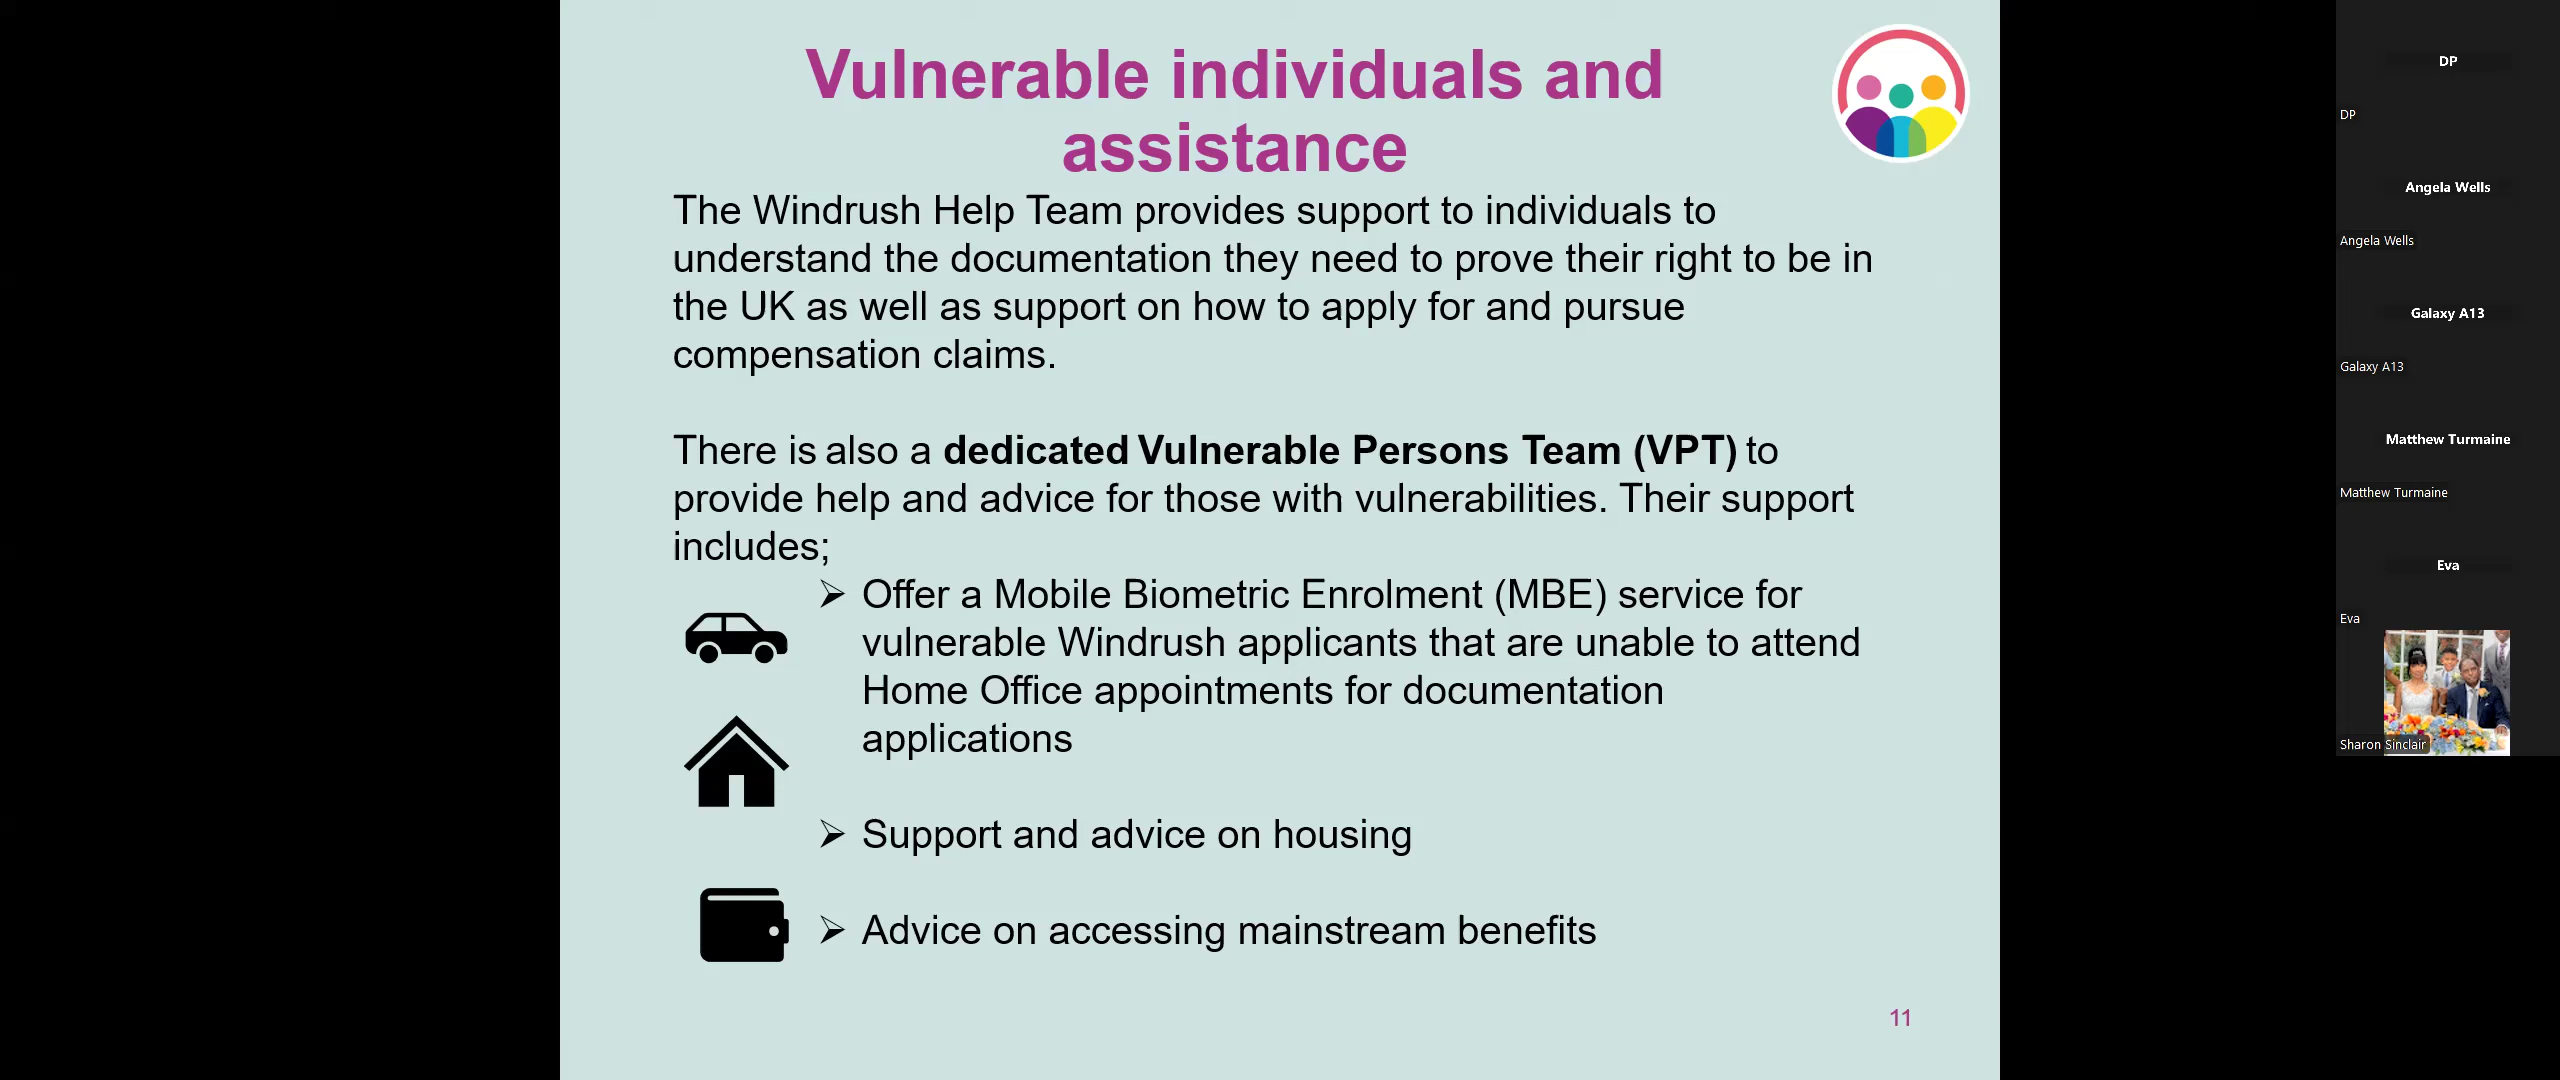 Vulnerable individuals and
assistance
The Windrush Help Team provides support to individuals to
understand the documentation they need to prove their right to be in
the UK as well as support on how to apply for and pursue
compensation claims.
There is also a dedicated Vulnerable Persons Team (VPT) to
provide help and advice for those with vulnerabilities. Their support
includes;
➢ Offer a Mobile Biometric Enrolment (MBE) service for
vulnerable Windrush applicants that are unable to attend
Home Office appointments for documentation
applications
➢ Support and advice on housing
➢ Advice on accessing mainstream benefits
11
DP
DP
Angela Wells
Angela Wells
Galaxy A13
Galaxy A13
Matthew Turmaine
Matthew Turmaine
Eva
Eva
Sharon Sinclair